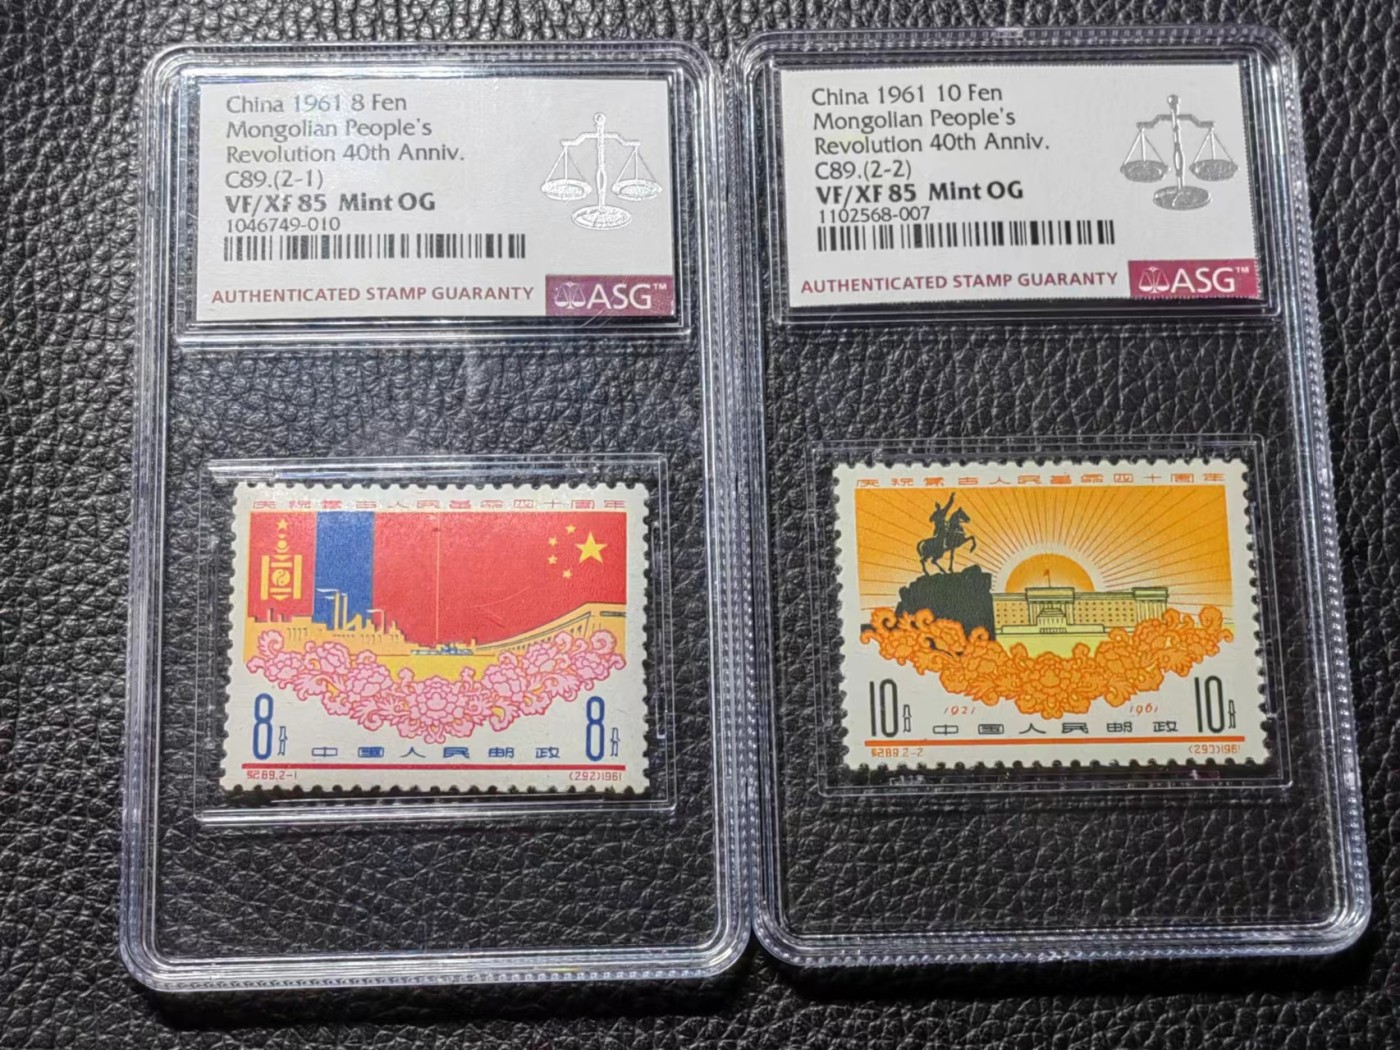 China 1961 8 Fen
Mongolian People's
Revolution 40th Anniv.
C89.(2-1)
VF/XF 85 Mint OG
1046749-010
AUTHENTICATED STAMP GUARANTY
ASG™
庆祝蒙古人民革命四十周年
8分
8分
中国人民邮政
纪89.2-1
(292)1961
China 1961 10 Fen
Mongolian People's
Revolution 40th Anniv.
C89.(2-2)
VF/XF 85 Mint OG
1102568-007
AUTHENTICATED STAMP GUARANTY
ASG™
庆祝蒙古人民革命四十周年
1921
1961
10分
10分
中国人民邮政
纪89.2-2
(293)1961